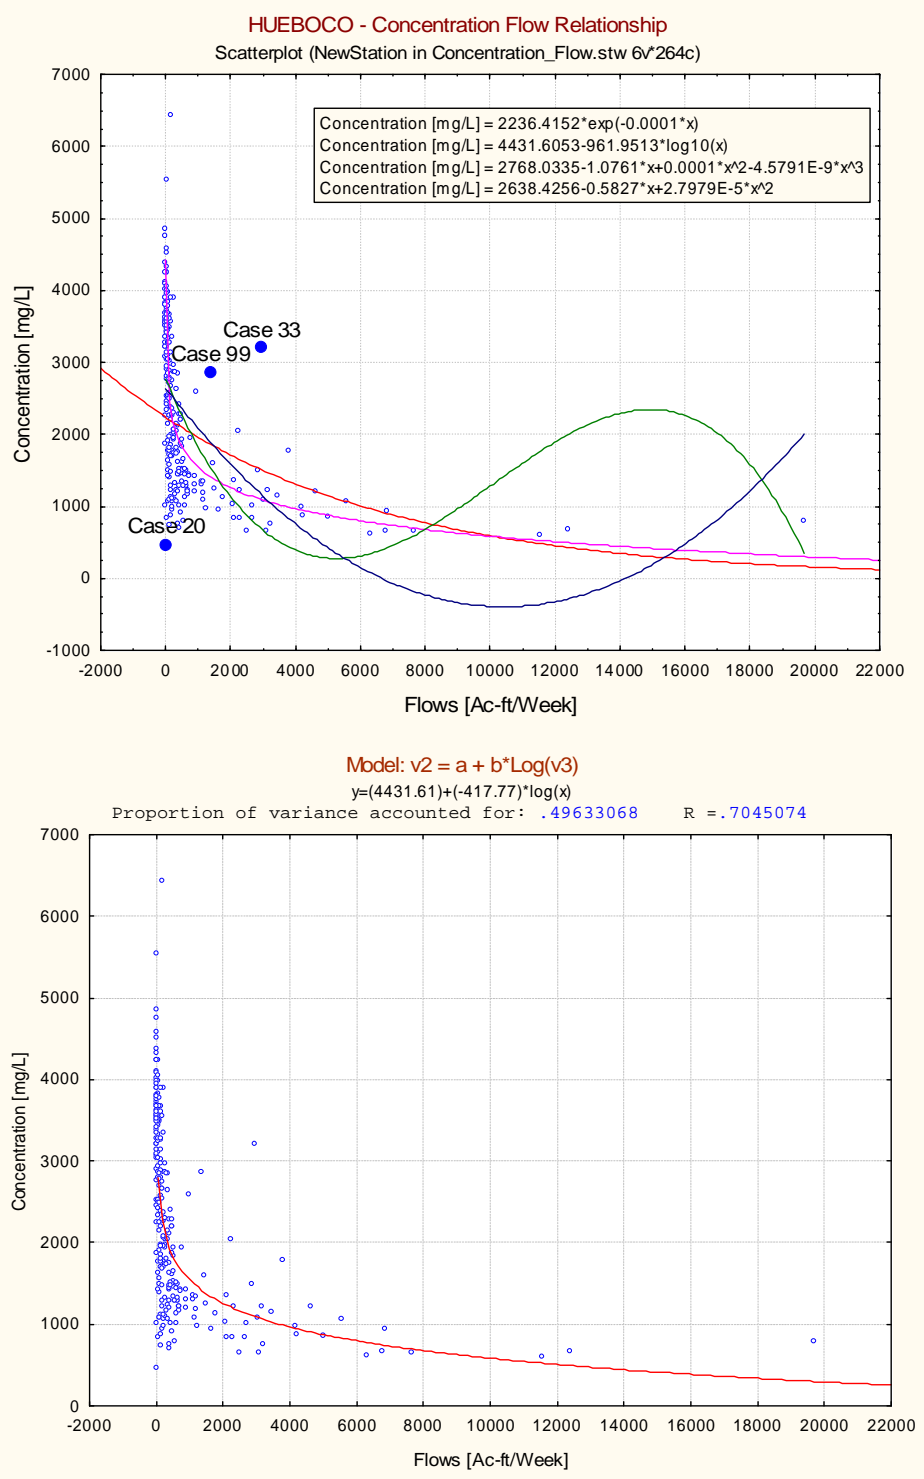 HUEBOCO - Concentration Flow Relationship
Scatterplot (NewStation in Concentration_Flow.stw 6v*264c)
7000
6000
5000
4000
3000
2000
1000
0
-1000
Concentration [mg/L]
Concentration [mg/L] = 2236.4152*exp(-0.0001*x)
Concentration [mg/L] = 4431.6053-961.9513*log10(x)
Concentration [mg/L] = 2768.0335-1.0761*x+0.0001*x^2-4.5791E-9*x^3
Concentration [mg/L] = 2638.4256-0.5827*x+2.7979E-5*x^2
Case 33
Case 99
Case 20
-2000 0 2000 4000 6000 8000 10000 12000 14000 16000 18000 20000 22000
Flows [Ac-ft/Week]
Model: v2 = a + b*Log(v3)
y=(4431.61)+(-417.77)*log(x)
Proportion of variance accounted for: .49633068 R =.7045074
7000
6000
5000
4000
3000
2000
1000
0
Concentration [mg/L]
-2000 0 2000 4000 6000 8000 10000 12000 14000 16000 18000 20000 22000
Flows [Ac-ft/Week]